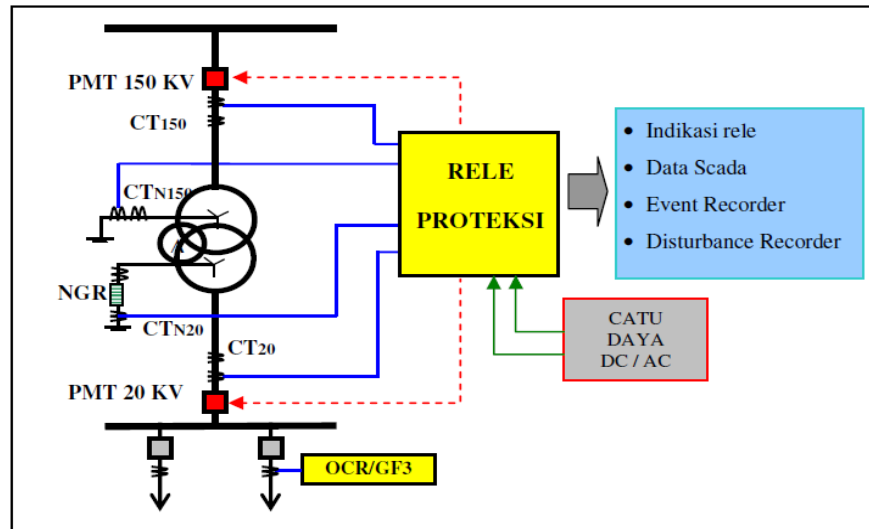 PMT 150 KV
CT150
CTN150
NGR
CTN20
CT20
PMT 20 KV
RELE
PROTEKSI
• Indikasi rele
• Data Scada
• Event Recorder
• Disturbance Recorder
CATU
DAYA
DC / AC
OCR/GF3